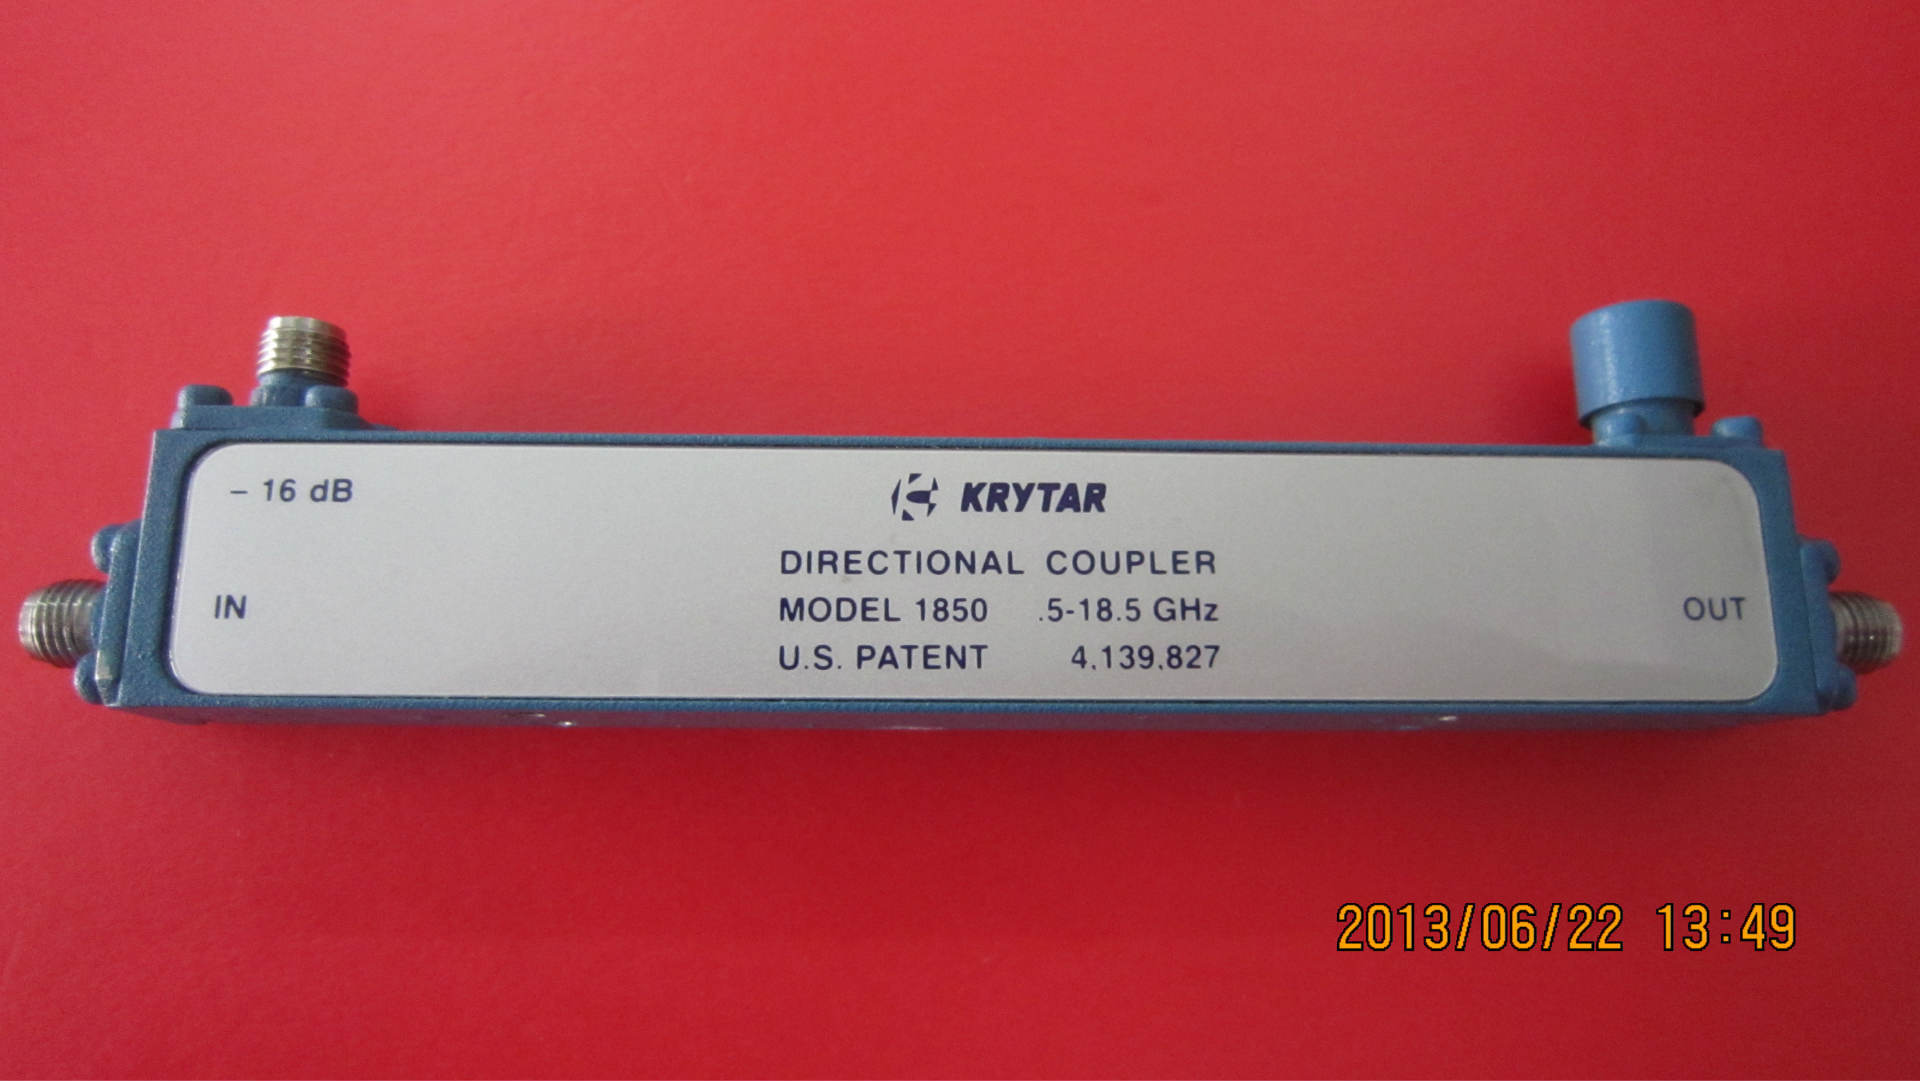 – 16 dB
KRYTAR
DIRECTIONAL COUPLER
IN
MODEL 1850 .5-18.5 GHz
OUT
U.S. PATENT 4,139,827
2013/06/22 13:49